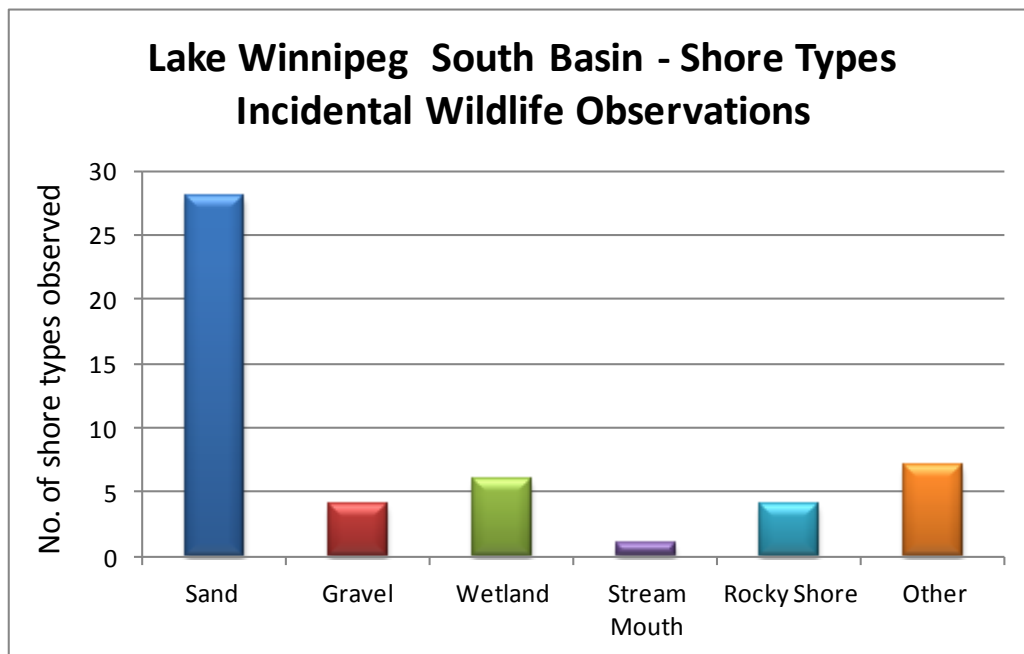 Lake Winnipeg South Basin - Shore Types
Incidental Wildlife Observations
No. of shore types observed
30
25
20
15
10
5
0
Sand
Gravel
Wetland
Stream
Mouth
Rocky Shore
Other